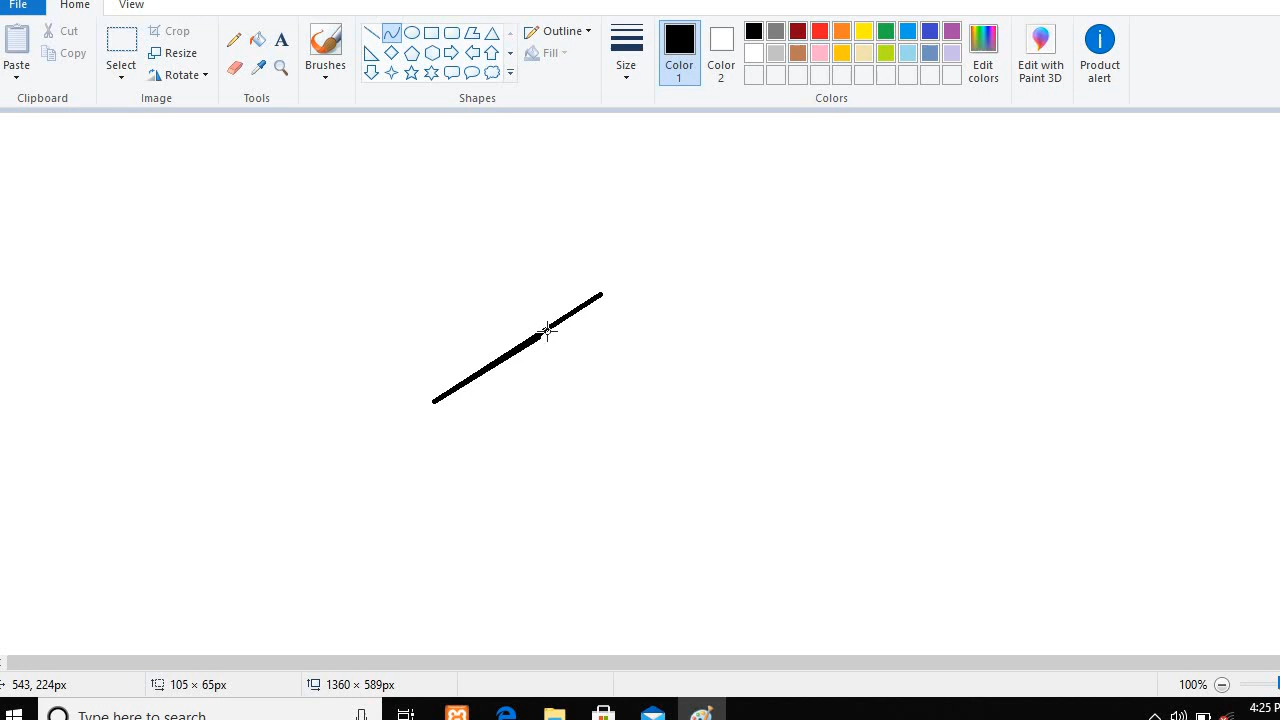 File Home View
Paste
Cut
Copy
Clipboard
Select
Crop
Resize
Rotate
Image
Tools
Brushes
Shapes
Outline
Fill
Size
Color
1
Color
2
Colors
Edit
colors
Edit with
Paint 3D
Product
alert
543, 224px 105 × 65px 1360 × 589px 100%
Type here to search 4:25 P